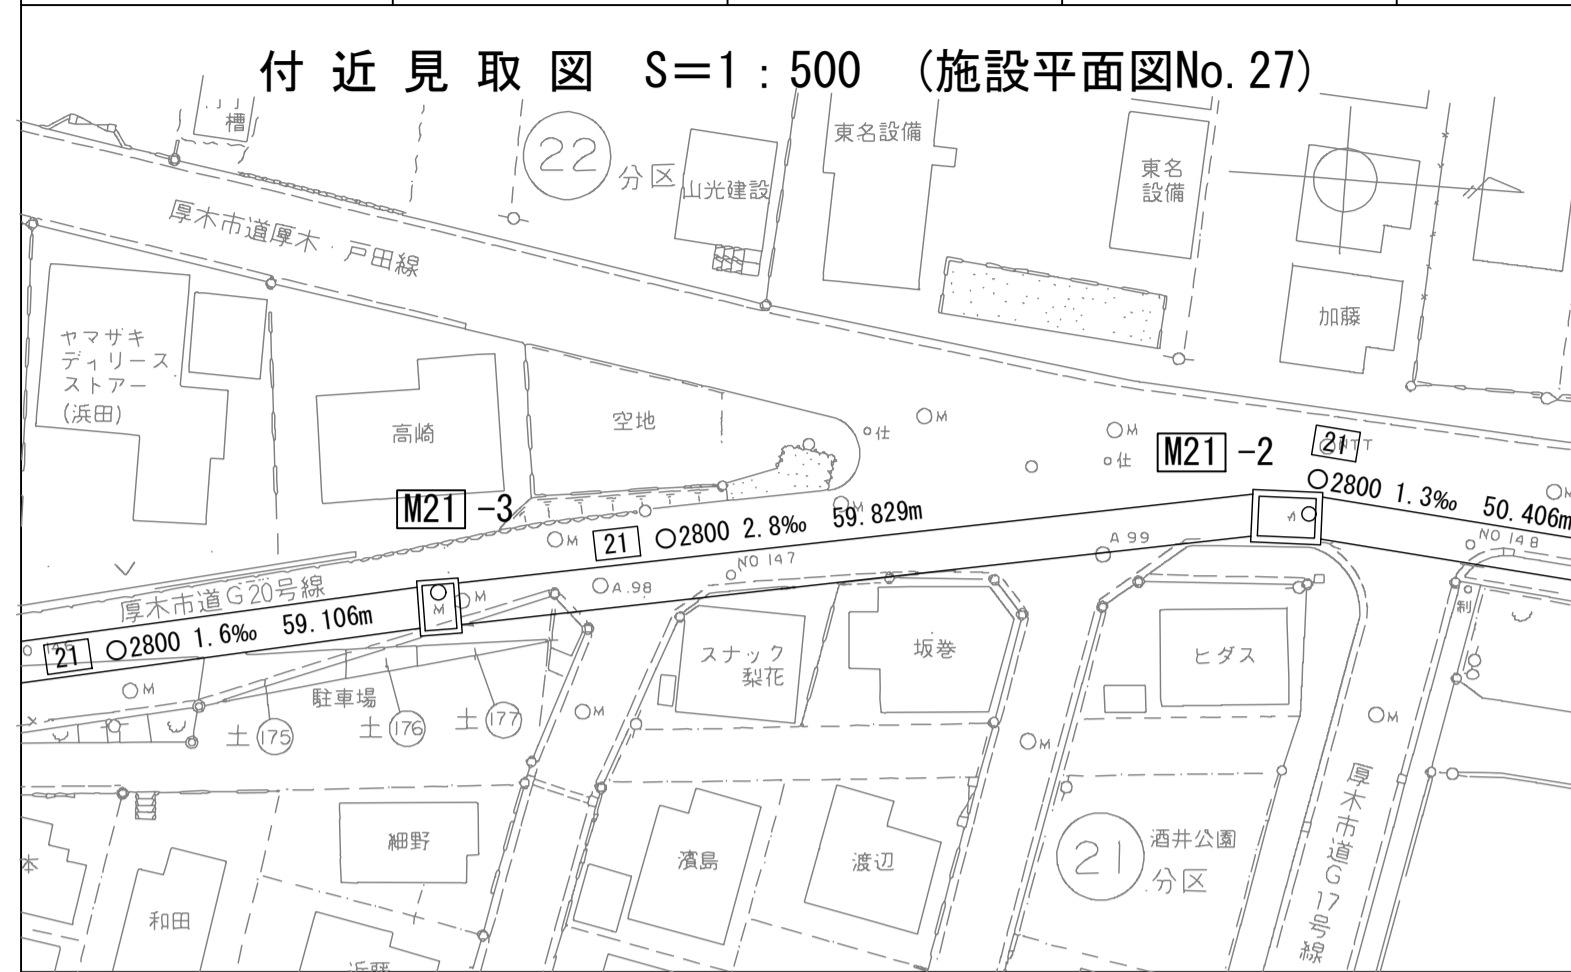 付近見取図 S=1:500 (施設平面図No.27)
槽
22
分区
山光建設
東名設備
東名
設備
厚木市道厚木・戸田線
加藤
ヤマザキ
ディリース
ストアー
(浜田)
高崎
空地
仕
M
M
仕
M21 -2
21
NTT
○2800 1.3‰ 50.406m
M
M21 -3
M
21 ○2800 2.8‰ 59.829m
M
A 99
NO 148
NO 147
A.98
厚木市道G20号線
M
M
制
21 ○2800 1.6‰ 59.106m
M
駐車場
スナック
梨花
坂巻
ヒダス
土 175
土 176
土 177
M
M
M
細野
濱島
渡辺
21
分区
酒井公園
厚木市道G17号線
本
和田